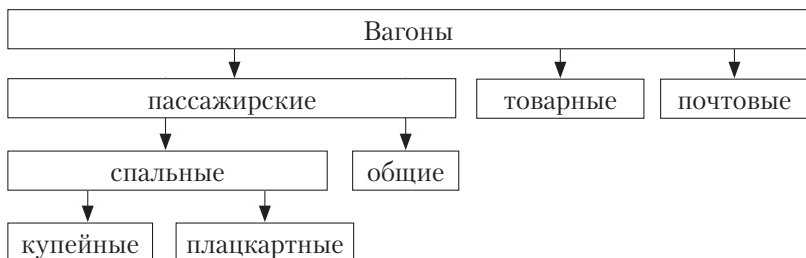 Вагоны
пассажирские товарные почтовые
спальные общие
купейные плацкартные